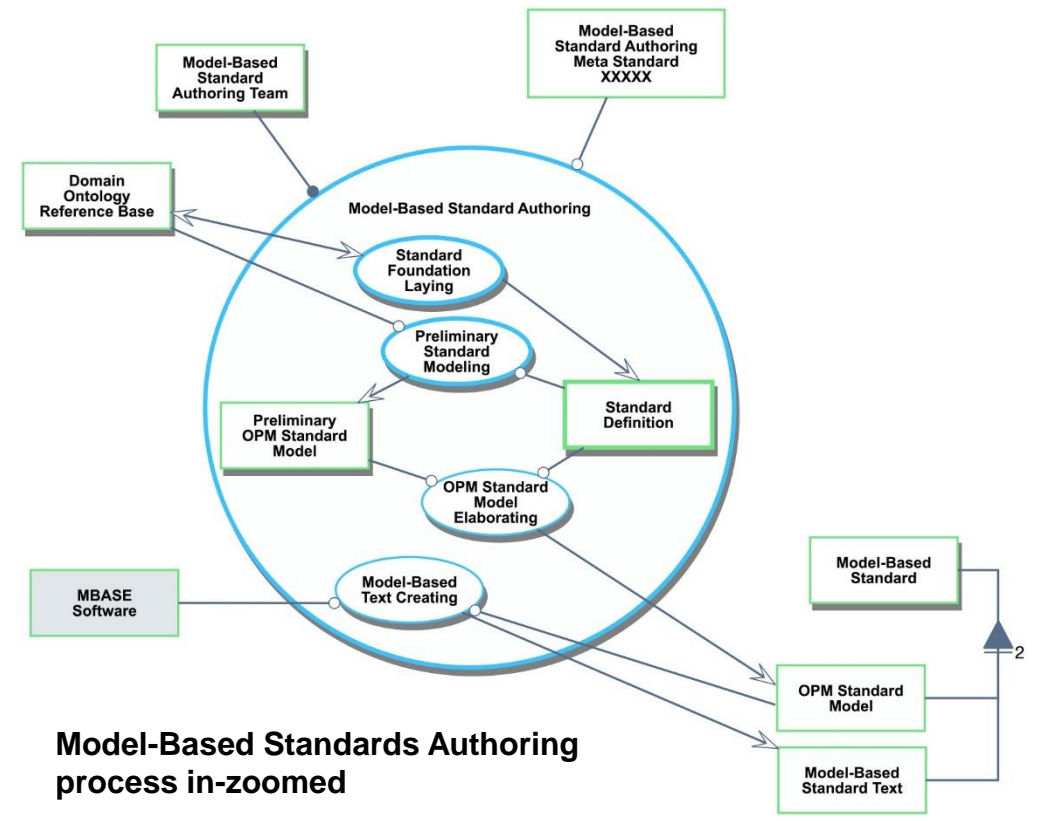 Model-Based
Standard Authoring
Meta Standard
XXXXX
Model-Based
Standard
Authoring Team
Domain
Ontology
Reference Base
Model-Based Standard Authoring
Standard
Foundation
Laying
Preliminary
Standard
Modeling
Standard
Definition
Preliminary
OPM Standard
Model
OPM Standard
Model
Elaborating
Model-Based
Text Creating
MBASE
Software
Model-Based
Standard
2
OPM Standard
Model
Model-Based
Standard Text
Model-Based Standards Authoring
process in-zoomed